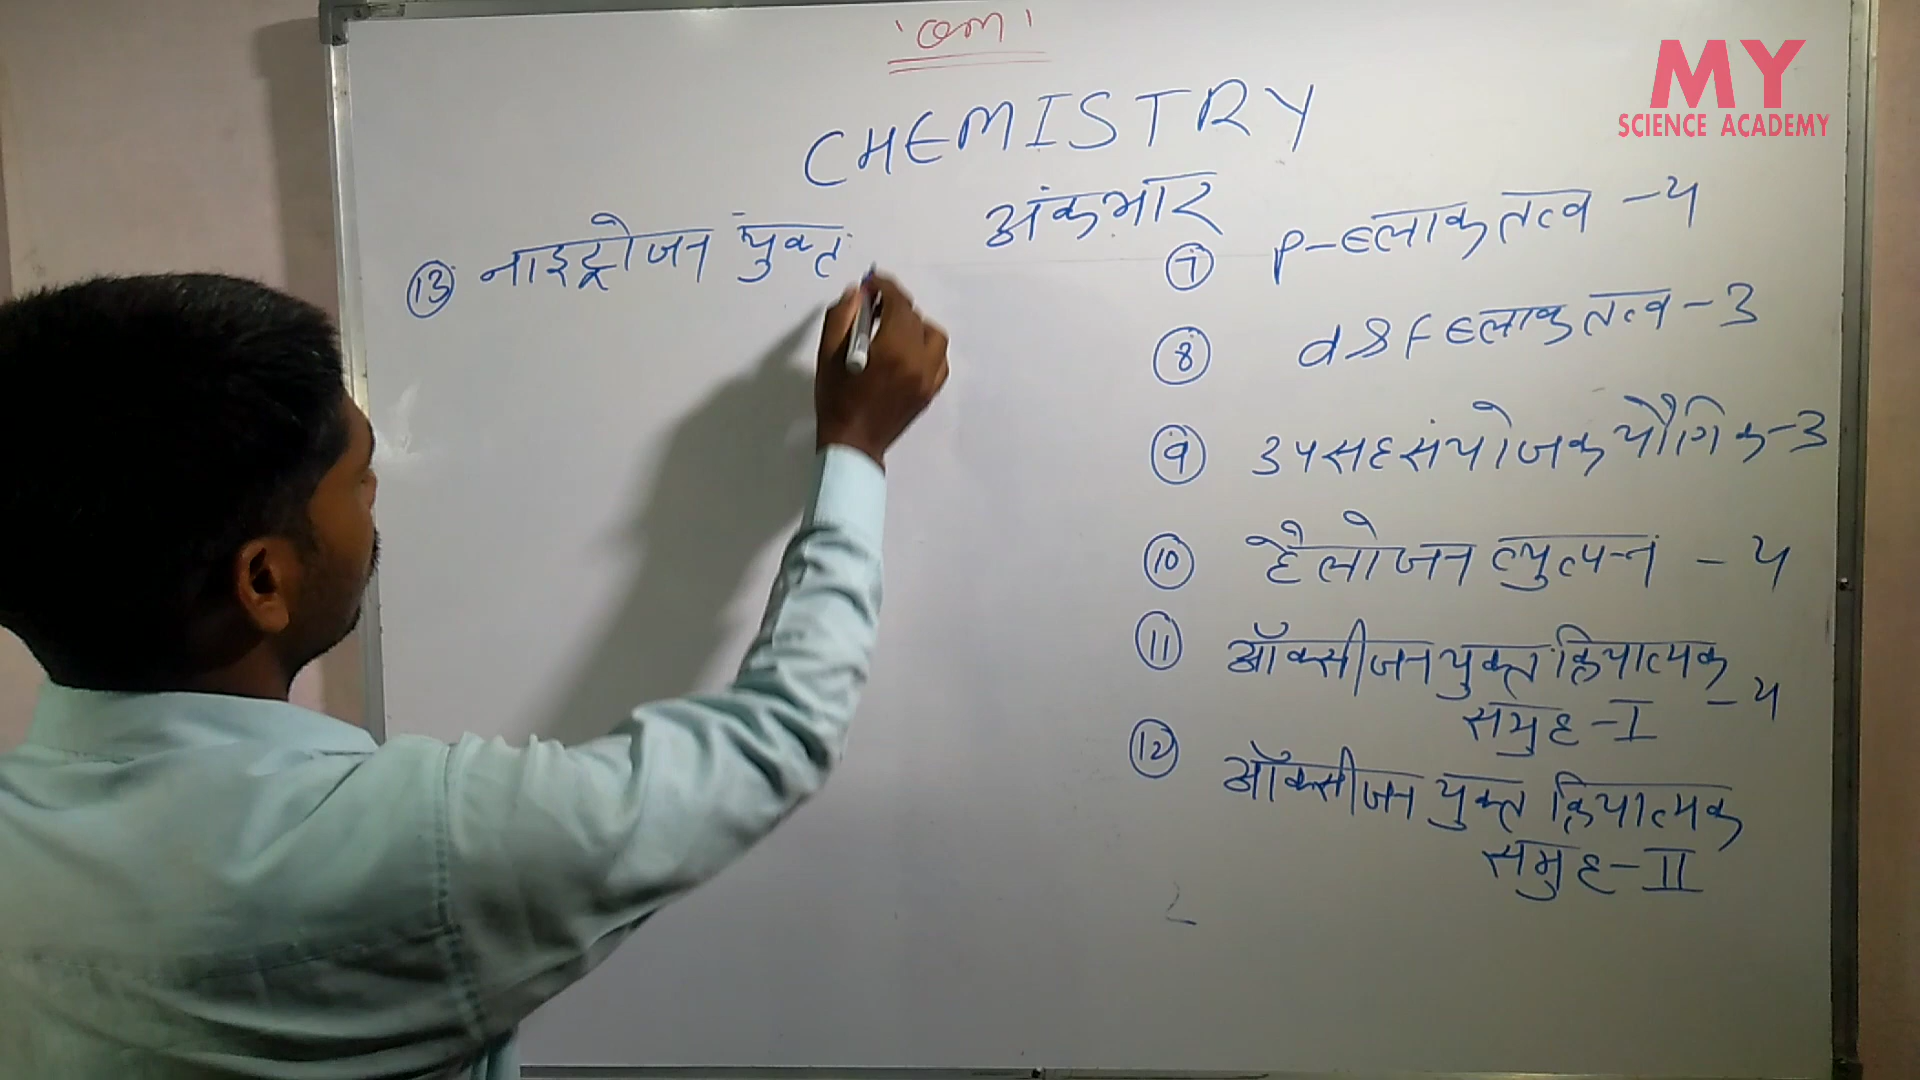 'om'
MY
SCIENCE ACADEMY
CHEMISTRY
अंकभार
⑬ नाइट्रोजन युक्त
⑦ P-ब्लाक तत्व - 4
⑧ d & f ब्लाक तत्व - 3
⑨ उपसहसंयोजक यौगिक - 3
⑩ हैलोजन व्युत्पन्न - 4
⑪ ऑक्सीजन युक्त क्रियात्मक
समुह - I - 4
⑫ ऑक्सीजन युक्त क्रियात्मक
समुह - II